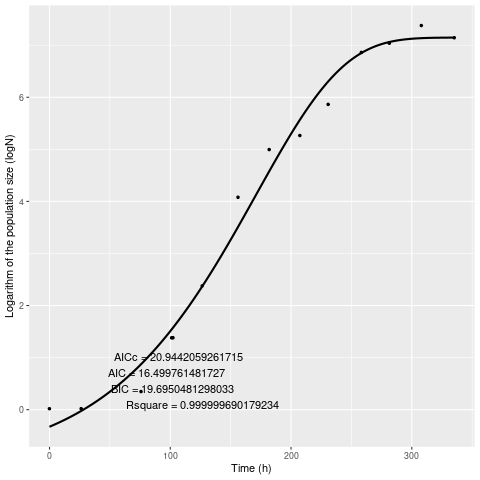 Logarithm of the population size (logN)
6
4
2
0
AICc = 20.9442059261715
AIC = 16.499761481727
BIC = 19.6950481298033
Rsquare = 0.999999690179234
0
100
200
300
Time (h)